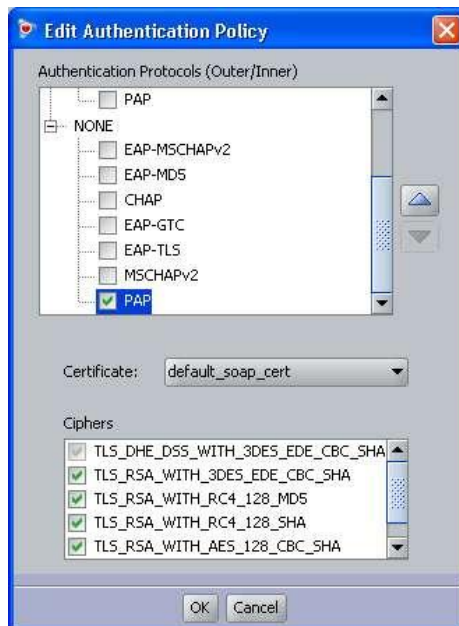 Edit Authentication Policy
Authentication Protocols (Outer/Inner)
PAP
NONE
EAP-MSCHAPv2
EAP-MD5
CHAP
EAP-GTC
EAP-TLS
MSCHAPv2
PAP
Certificate: default_soap_cert
Ciphers
TLS_DHE_DSS_WITH_3DES_EDE_CBC_SHA
TLS_RSA_WITH_3DES_EDE_CBC_SHA
TLS_RSA_WITH_RC4_128_MD5
TLS_RSA_WITH_RC4_128_SHA
TLS_RSA_WITH_AES_128_CBC_SHA
OK Cancel